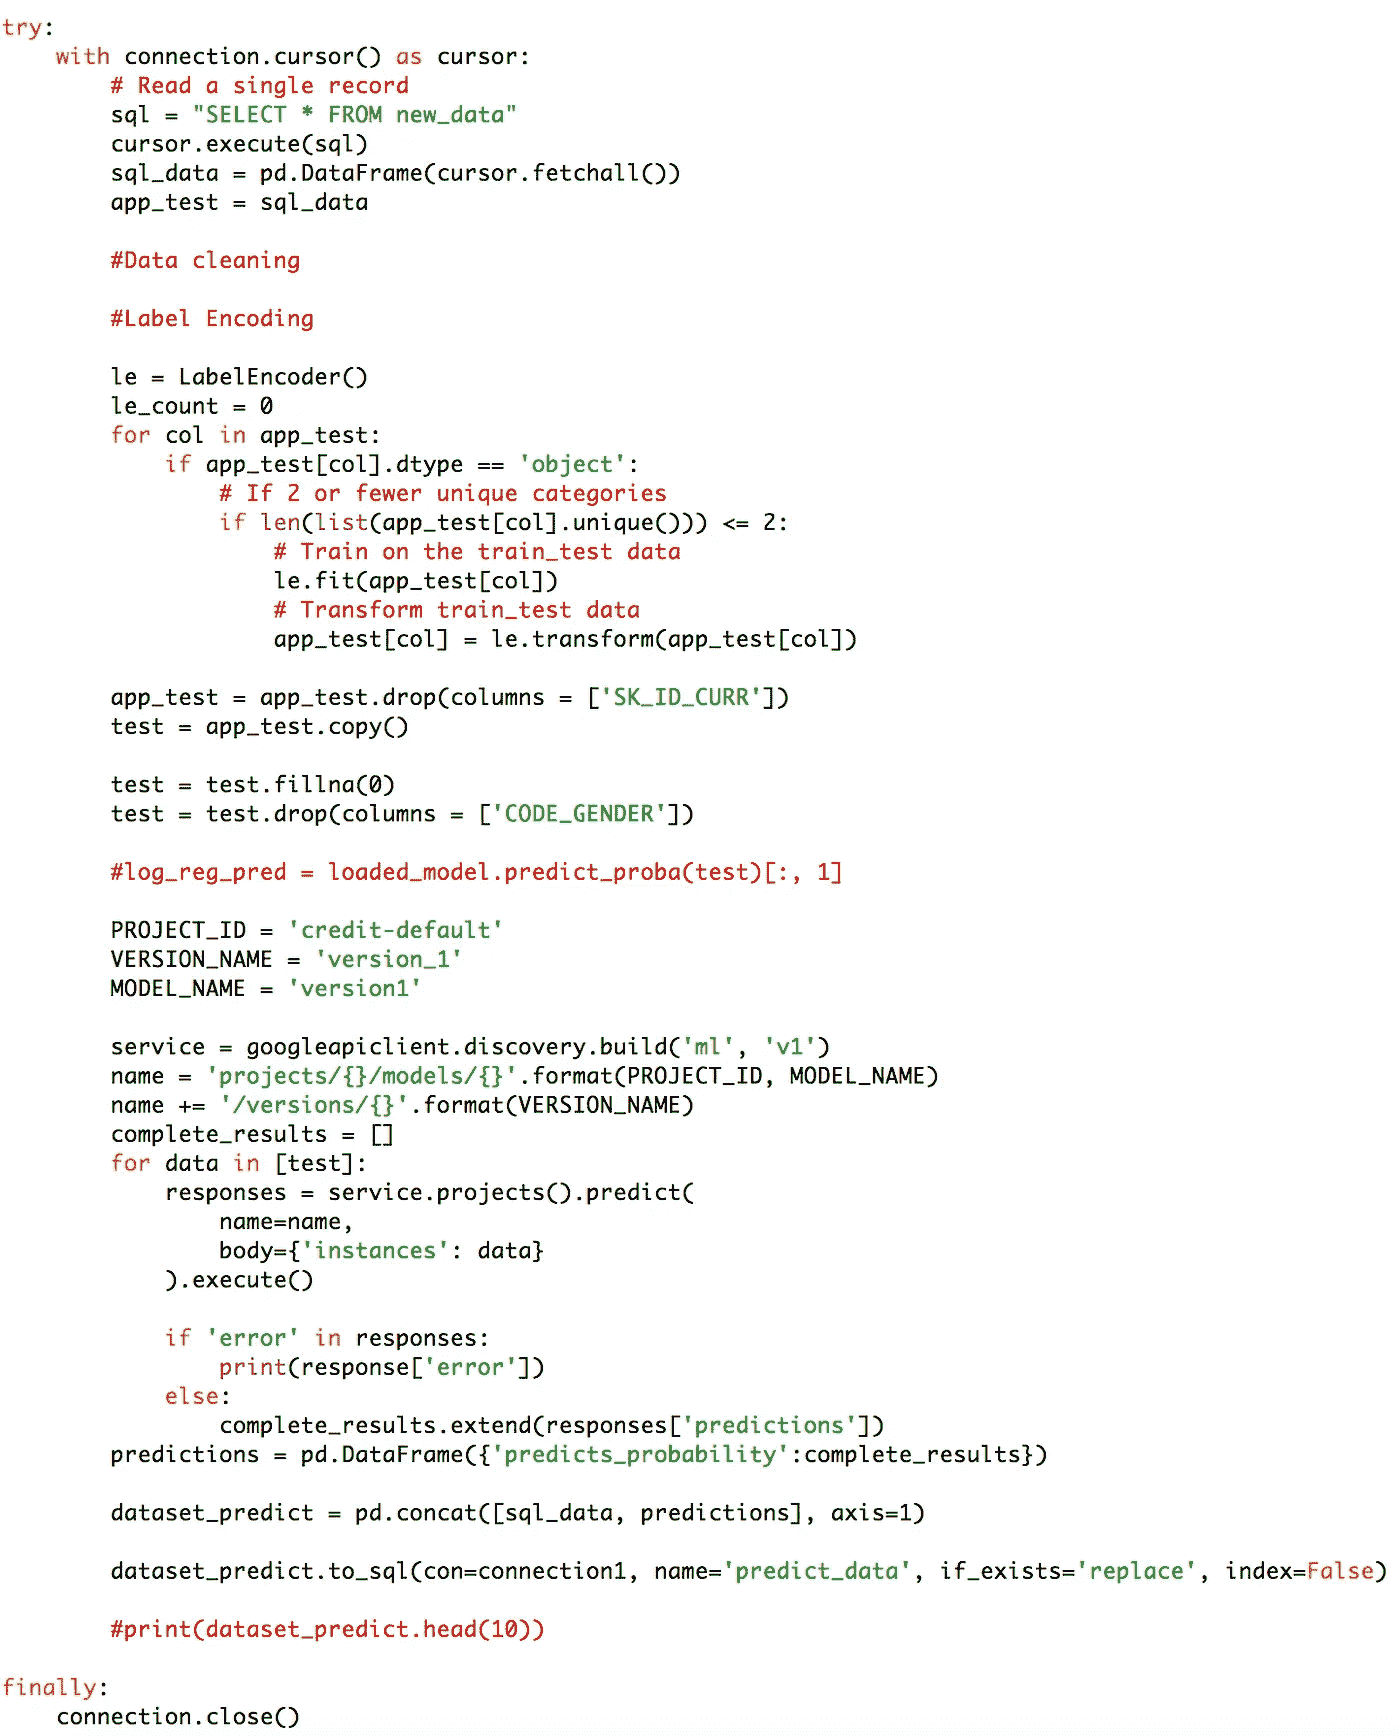 try:
    with connection.cursor() as cursor:
        # Read a single record
        sql = "SELECT * FROM new_data"
        cursor.execute(sql)
        sql_data = pd.DataFrame(cursor.fetchall())
        app_test = sql_data

        #Data cleaning

        #Label Encoding

        le = LabelEncoder()
        le_count = 0
        for col in app_test:
            if app_test[col].dtype == 'object':
                # If 2 or fewer unique categories
                if len(list(app_test[col].unique())) <= 2:
                    # Train on the train_test data
                    le.fit(app_test[col])
                    # Transform train_test data
                    app_test[col] = le.transform(app_test[col])

        app_test = app_test.drop(columns = ['SK_ID_CURR'])
        test = app_test.copy()

        test = test.fillna(0)
        test = test.drop(columns = ['CODE_GENDER'])

        #log_reg_pred = loaded_model.predict_proba(test)[:, 1]

        PROJECT_ID = 'credit-default'
        VERSION_NAME = 'version_1'
        MODEL_NAME = 'version1'

        service = googleapiclient.discovery.build('ml', 'v1')
        name = 'projects/{}/models/{}'.format(PROJECT_ID, MODEL_NAME)
        name += '/versions/{}'.format(VERSION_NAME)
        complete_results = []
        for data in [test]:
            responses = service.projects().predict(
                name=name,
                body={'instances': data}
            ).execute()

            if 'error' in responses:
                print(response['error'])
            else:
                complete_results.extend(responses['predictions'])
        predictions = pd.DataFrame({'predicts_probability':complete_results})

        dataset_predict = pd.concat([sql_data, predictions], axis=1)

        dataset_predict.to_sql(con=connection1, name='predict_data', if_exists='replace', index=False)

        #print(dataset_predict.head(10))

finally:
    connection.close()